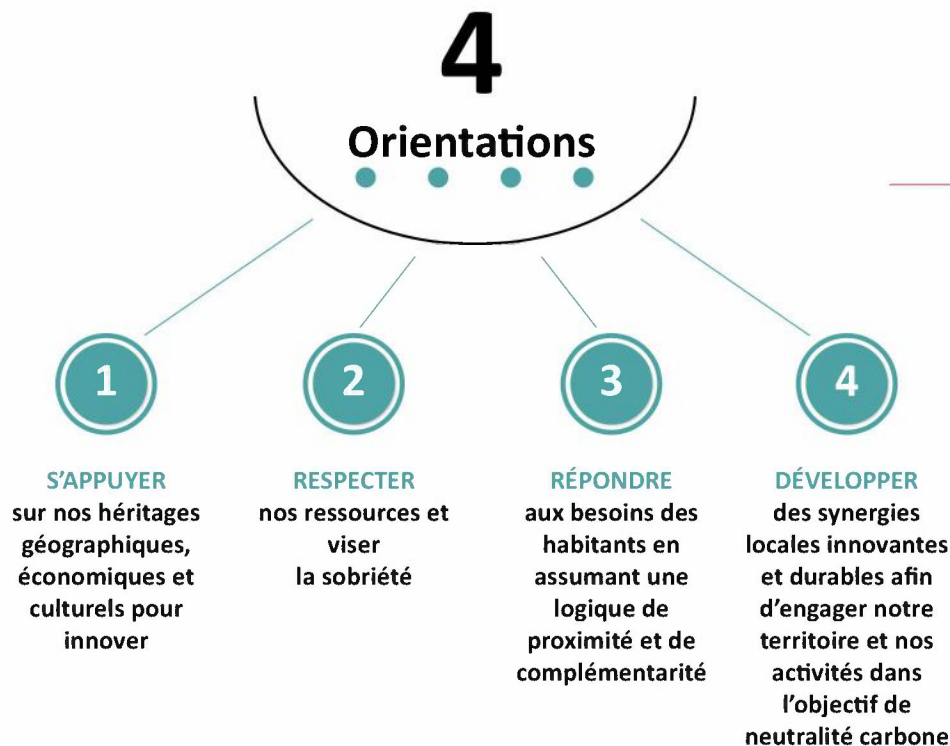 4
Orientations
1
S'APPUYER
sur nos héritages
géographiques,
économiques et
culturels pour
innover
2
RESPECTER
nos ressources et
viser
la sobriété
3
RÉPONDRE
aux besoins des
habitants en
assumant une
logique de
proximité et de
complémentarité
4
DÉVELOPPER
des synergies
locales innovantes
et durables afin
d'engager notre
territoire et nos
activités dans
l'objectif de
neutralité carbone